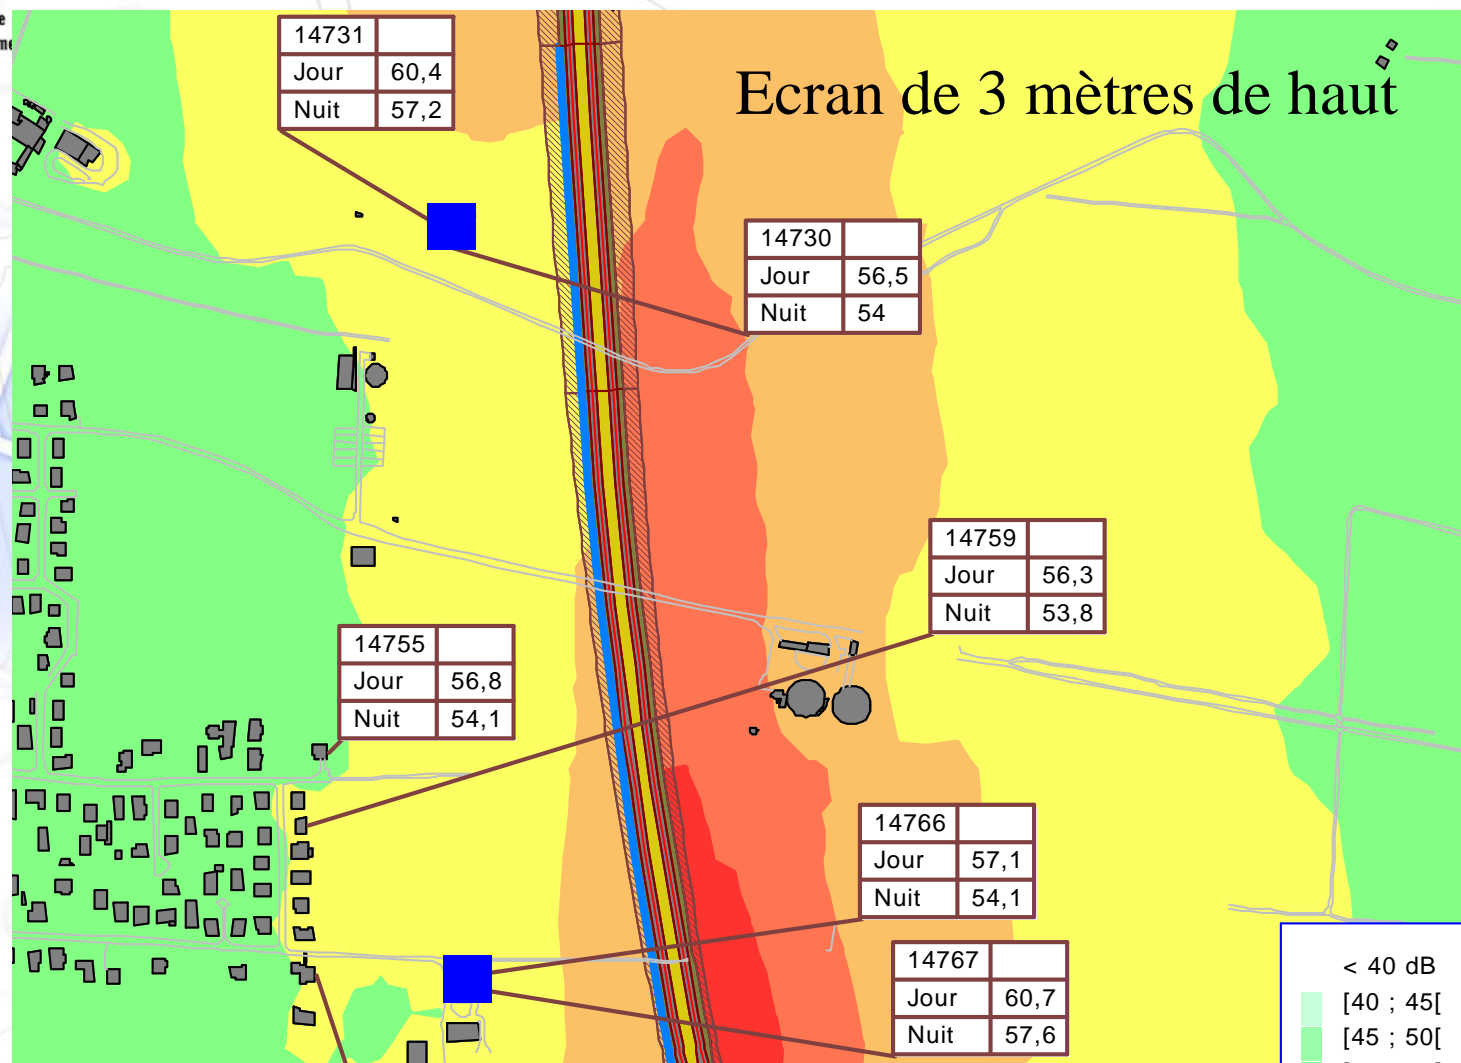 e
me
Ecran de 3 mètres de haut
14731
Jour 60,4
Nuit 57,2
14730
Jour 56,5
Nuit 54
14759
Jour 56,3
Nuit 53,8
14755
Jour 56,8
Nuit 54,1
14766
Jour 57,1
Nuit 54,1
14767
Jour 60,7
Nuit 57,6
< 40 dB
[40 ; 45[
[45 ; 50[